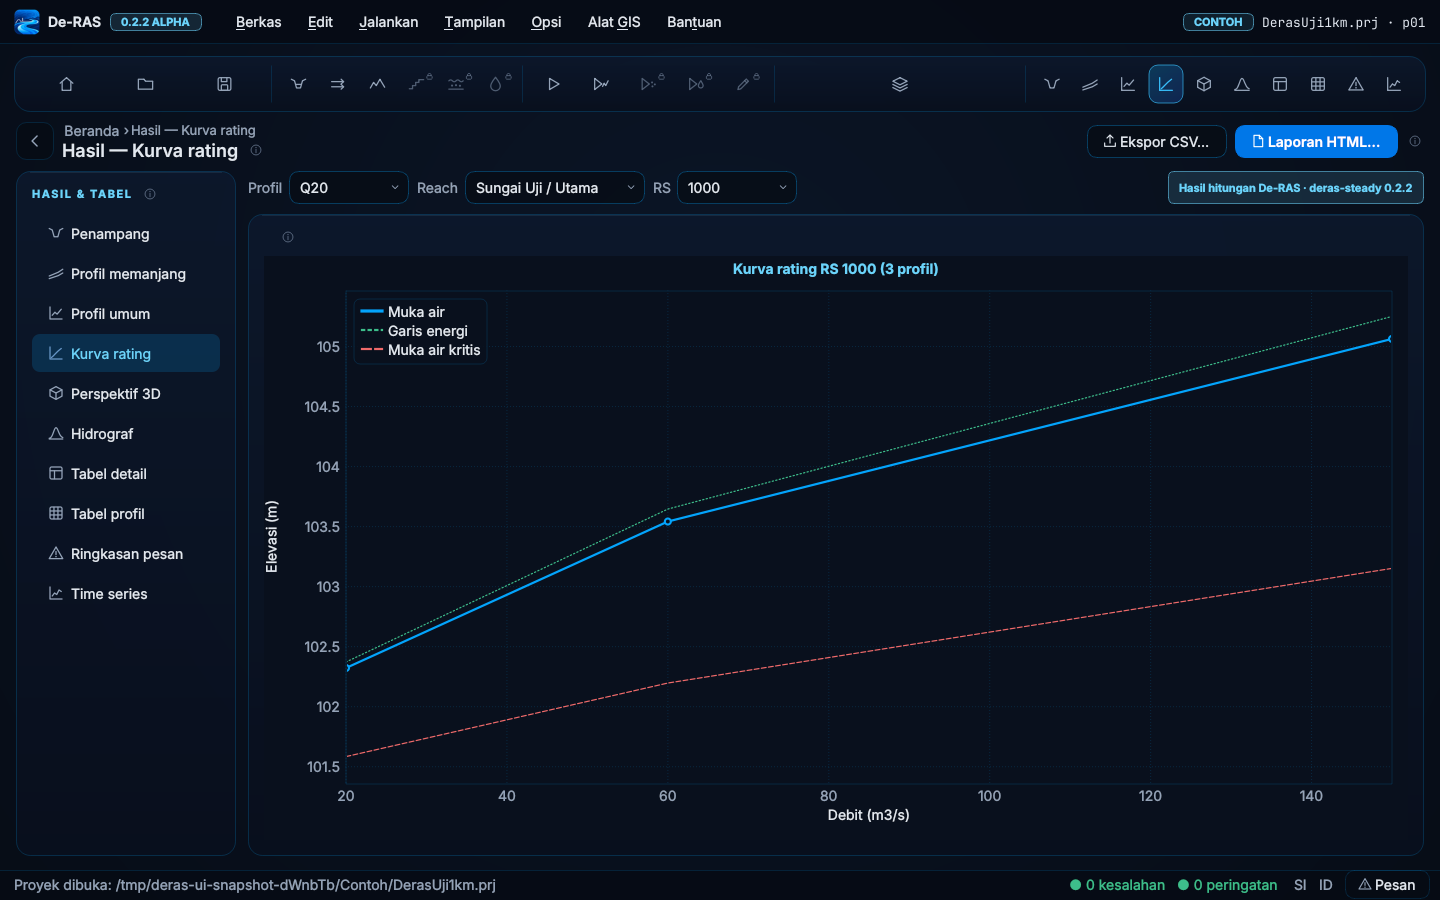 De-RAS 0.2.2 ALPHA Berkas Edit Jalankan Tampilan Opsi Alat GIS Bantuan CONTOH DerasUji1km.prj · p01
Beranda › Hasil — Kurva rating
Hasil — Kurva rating
Ekspor CSV... Laporan HTML...
HASIL & TABEL
Penampang
Profil memanjang
Profil umum
Kurva rating
Perspektif 3D
Hidrograf
Tabel detail
Tabel profil
Ringkasan pesan
Time series
Profil Q20 Reach Sungai Uji / Utama RS 1000 Hasil hitungan De-RAS · deras-steady 0.2.2
Kurva rating RS 1000 (3 profil)
Muka air
Garis energi
Muka air kritis
Elevasi (m)
105
104.5
104
103.5
103
102.5
102
101.5
20 40 60 80 100 120 140
Debit (m3/s)
Proyek dibuka: /tmp/deras-ui-snapshot-dWnbTb/Contoh/DerasUji1km.prj 0 kesalahan 0 peringatan SI ID Pesan